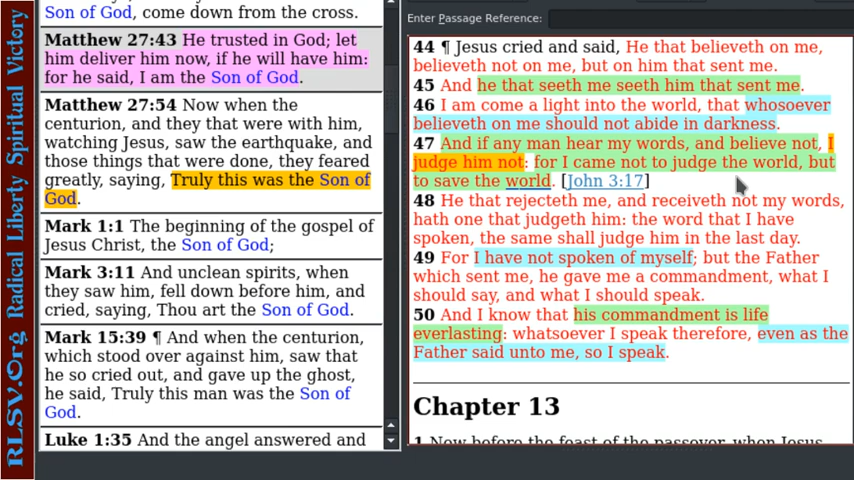 RLSV.Org Radical Liberty Spiritual Victory
Son of God, come down from the cross.
Matthew 27:43 He trusted in God; let
him deliver him now, if he will have him:
for he said, I am the Son of God.
Matthew 27:54 Now when the
centurion, and they that were with him,
watching Jesus, saw the earthquake, and
those things that were done, they feared
greatly, saying, Truly this was the Son of
God.
Mark 1:1 The beginning of the gospel of
Jesus Christ, the Son of God;
Mark 3:11 And unclean spirits, when
they saw him, fell down before him, and
cried, saying, Thou art the Son of God.
Mark 15:39 ¶ And when the centurion,
which stood over against him, saw that
he so cried out, and gave up the ghost,
he said, Truly this man was the Son of
God.
Luke 1:35 And the angel answered and
Enter Passage Reference:
44 ¶ Jesus cried and said, He that believeth on me,
believeth not on me, but on him that sent me.
45 And he that seeth me seeth him that sent me.
46 I am come a light into the world, that whosoever
believeth on me should not abide in darkness.
47 And if any man hear my words, and believe not, I
judge him not: for I came not to judge the world, but
to save the world. [John 3:17]
48 He that rejecteth me, and receiveth not my words,
hath one that judgeth him: the word that I have
spoken, the same shall judge him in the last day.
49 For I have not spoken of myself; but the Father
which sent me, he gave me a commandment, what I
should say, and what I should speak.
50 And I know that his commandment is life
everlasting: whatsoever I speak therefore, even as the
Father said unto me, so I speak.
Chapter 13
1 Now before the feast of the passover, when Jesus